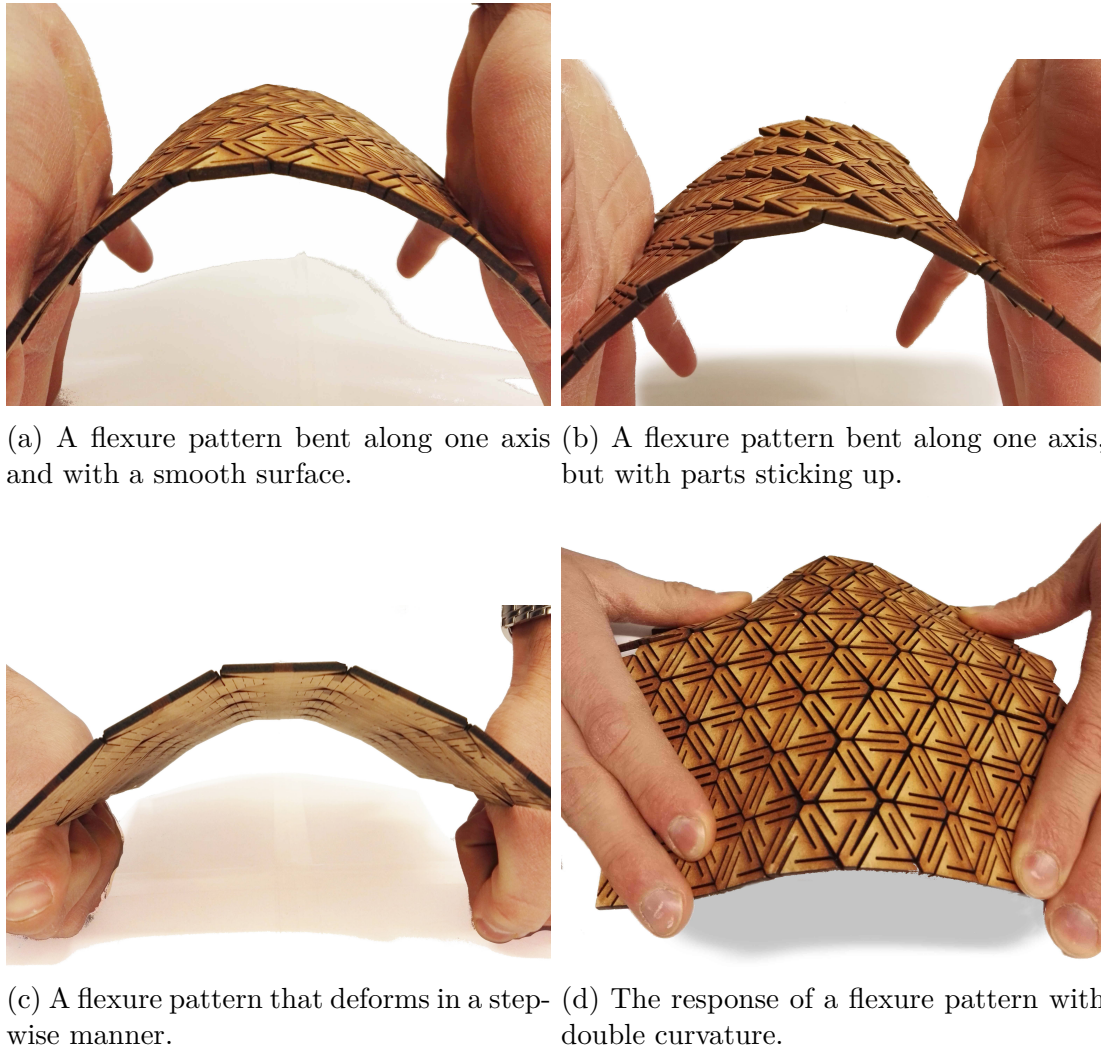 (a) A flexure pattern bent along one axis
and with a smooth surface.
(b) A flexure pattern bent along one axis,
but with parts sticking up.
(c) A flexure pattern that deforms in a step-
wise manner.
(d) The response of a flexure pattern with
double curvature.